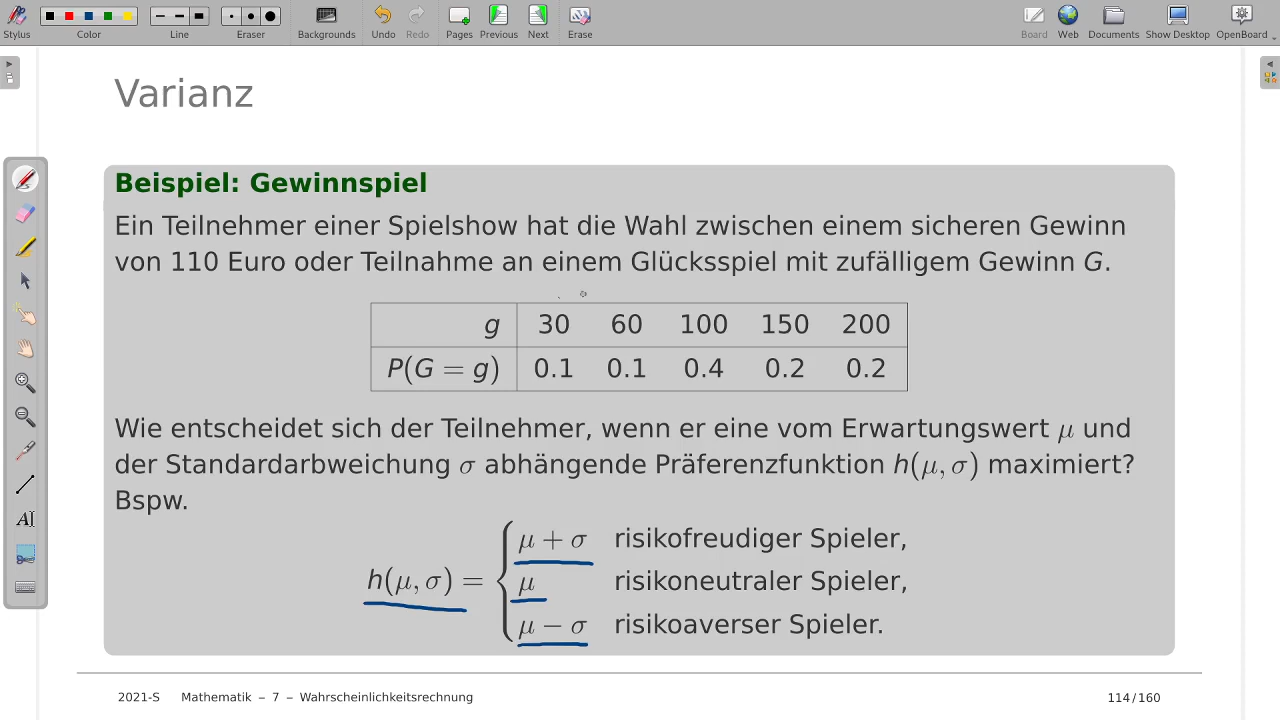 Stylus Color Line Eraser Backgrounds Undo Redo Pages Previous Next Erase Board Web Documents Show Desktop OpenBoard
Varianz
Beispiel: Gewinnspiel
Ein Teilnehmer einer Spielshow hat die Wahl zwischen einem sicheren Gewinn
von 110 Euro oder Teilnahme an einem Glücksspiel mit zufälligem Gewinn G.
g 30 60 100 150 200
P(G = g) 0.1 0.1 0.4 0.2 0.2
Wie entscheidet sich der Teilnehmer, wenn er eine vom Erwartungswert μ und
der Standardarbweichung σ abhängende Präferenzfunktion h(μ, σ) maximiert?
Bspw.
μ + σ risikofreudiger Spieler,
h(μ, σ) = { μ risikoneutraler Spieler,
μ − σ risikoaverser Spieler.
2021-S Mathematik – 7 – Wahrscheinlichkeitsrechnung 114/160